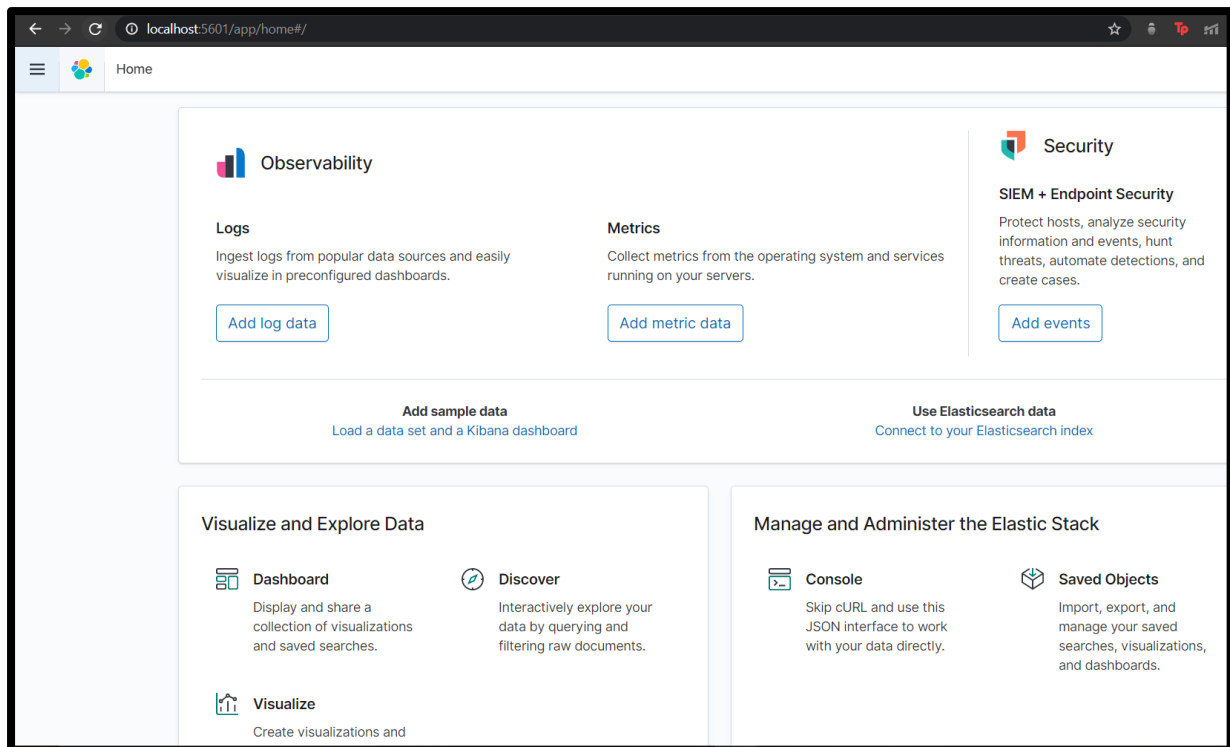 localhost:5601/app/home#/
Tp
Home
Observability
Logs
Ingest logs from popular data sources and easily
visualize in preconfigured dashboards.
Add log data
Metrics
Collect metrics from the operating system and services
running on your servers.
Add metric data
Security
SIEM + Endpoint Security
Protect hosts, analyze security
information and events, hunt
threats, automate detections, and
create cases.
Add events
Add sample data
Load a data set and a Kibana dashboard
Use Elasticsearch data
Connect to your Elasticsearch index
Visualize and Explore Data
Dashboard
Display and share a
collection of visualizations
and saved searches.
Discover
Interactively explore your
data by querying and
filtering raw documents.
Visualize
Create visualizations and
Manage and Administer the Elastic Stack
Console
Skip cURL and use this
JSON interface to work
with your data directly.
Saved Objects
Import, export, and
manage your saved
searches, visualizations,
and dashboards.